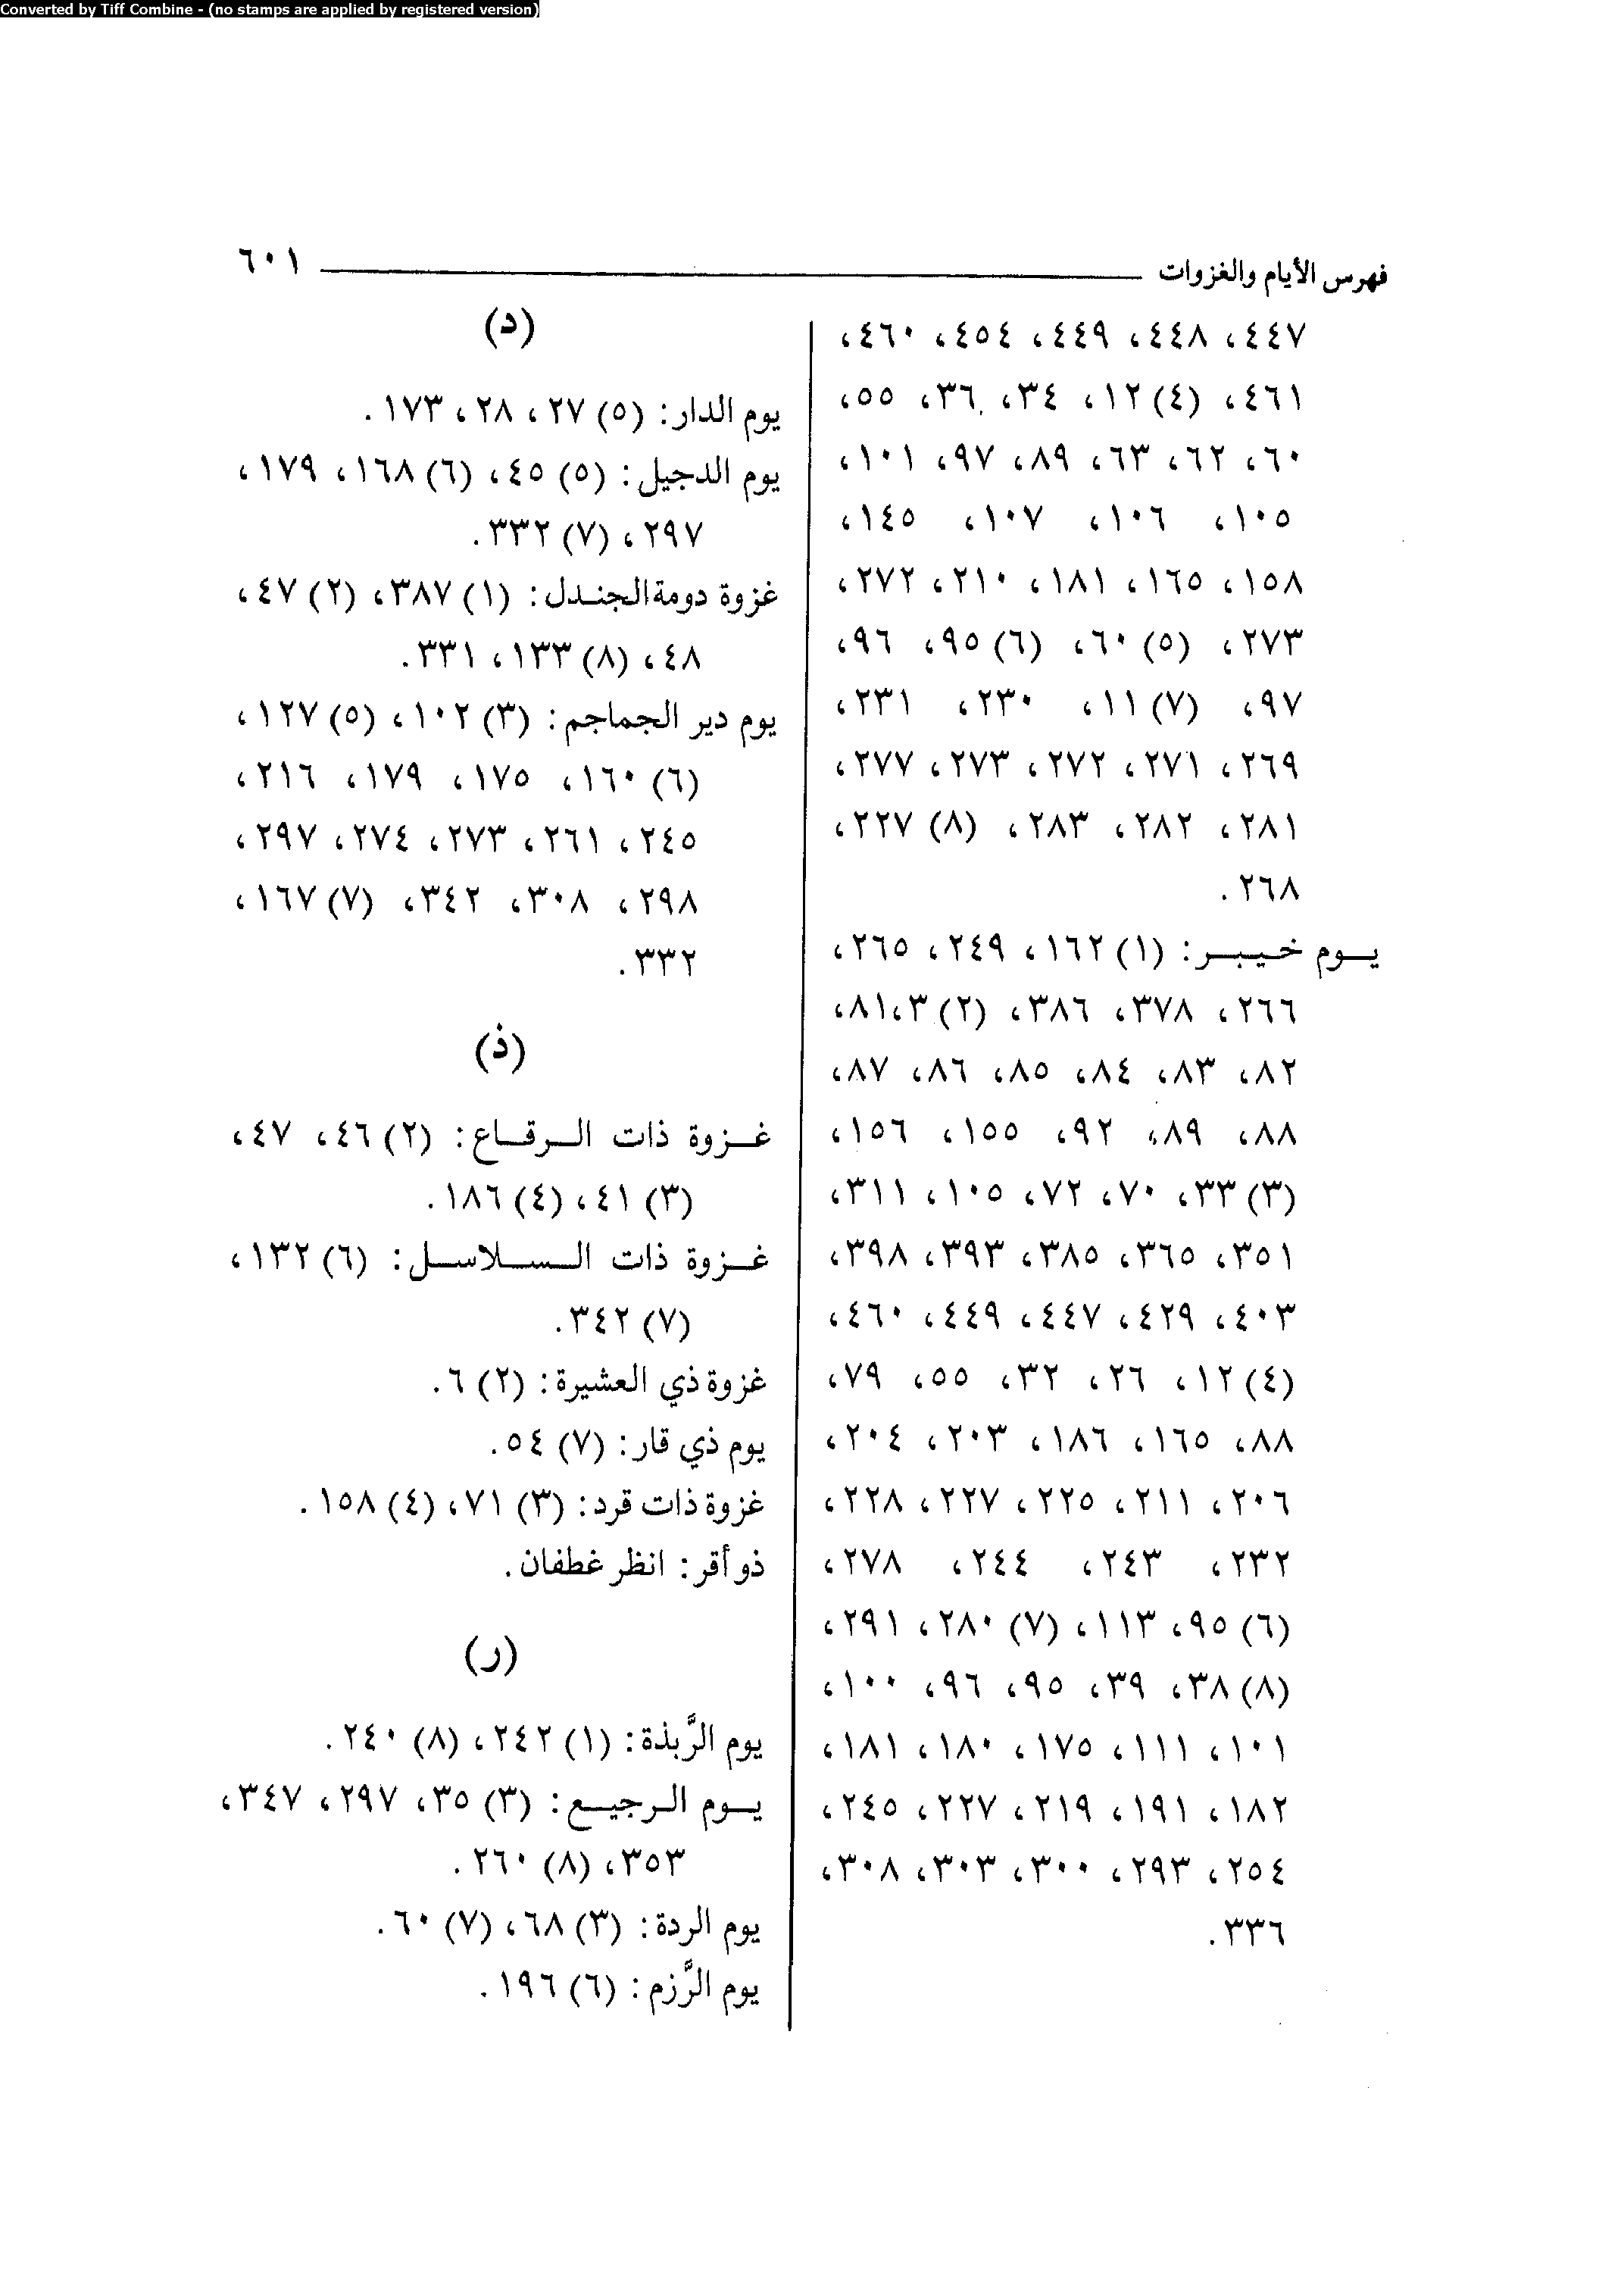 Converted by Tiff Combine - (no stamps are applied by registered version)
فهرس الأيام والغزوات ٦٠١
٤٤٧، ٤٤٨، ٤٤٩، ٤٥٤، ٤٦٠،
٤٦١، (٤) ١٢، ٣٤، ٣٦، ٥٥،
٦٠، ٦٢، ٦٣، ٨٩، ٩٧، ١٠١،
١٠٥، ١٠٦، ١٠٧، ١٤٥،
١٥٨، ١٦٥، ١٨١، ٢١٠، ٢٧٢،
٢٧٣، (٥) ٦٠، (٦) ٩٥، ٩٦،
٩٧، (٧) ١١، ٢٣٠، ٢٣١،
٢٦٩، ٢٧١، ٢٧٢، ٢٧٣، ٢٧٧،
٢٨١، ٢٨٢، ٢٨٣، (٨) ٢٢٧،
٢٦٨.
يـوم خـيـبـر: (١) ١٦٢، ٢٤٩، ٢٦٥،
٢٦٦، ٣٧٨، ٣٨٦، (٢) ٣، ٨١،
٨٢، ٨٣، ٨٤، ٨٥، ٨٦، ٨٧،
٨٨، ٨٩، ٩٢، ١٥٥، ١٥٦،
(٣) ٣٣، ٧٠، ٧٢، ١٠٥، ٣١١،
٣٥١، ٣٦٥، ٣٨٥، ٣٩٣، ٣٩٨،
٤٠٣، ٤٢٩، ٤٤٧، ٤٤٩، ٤٦٠،
(٤) ١٢، ٢٦، ٣٢، ٥٥، ٧٩،
٨٨، ١٦٥، ١٨٦، ٢٠٣، ٢٠٤،
٢٠٦، ٢١١، ٢٢٥، ٢٢٧، ٢٢٨،
٢٣٢، ٢٤٣، ٢٤٤، ٢٧٨،
(٦) ٩٥، ١١٣، (٧) ٢٨٠، ٢٩١،
(٨) ٣٨، ٣٩، ٩٥، ٩٦، ١٠٠،
١٠١، ١١١، ١٧٥، ١٨٠، ١٨١،
١٨٢، ١٩١، ٢١٩، ٢٢٧، ٢٤٥،
٢٥٤، ٢٩٣، ٣٠٠، ٣٠٣، ٣٠٨،
٣٣٦.
(د)
يوم الدار: (٥) ٢٧، ٢٨، ١٧٣.
يوم الدجيل: (٥) ٤٥، (٦) ١٦٨، ١٧٩،
٢٩٧، (٧) ٣٣٢.
غزوة دومة الجندل: (١) ٣٨٧، (٢) ٤٧،
٤٨، (٨) ١٣٣، ٣٣١.
يوم دير الجماجم: (٣) ١٠٢، (٥) ١٢٧،
(٦) ١٦٠، ١٧٥، ١٧٩، ٢١٦،
٢٤٥، ٢٦١، ٢٧٣، ٢٧٤، ٢٩٧،
٢٩٨، ٣٠٨، ٣٤٢، (٧) ١٦٧،
٣٣٢.
(ذ)
غـزوة ذات الـرقـاع: (٢) ٤٦، ٤٧،
(٣) ٤١، (٤) ١٨٦.
غـزوة ذات الـسـلاسـل: (٦) ١٣٢،
(٧) ٣٤٢.
غزوة ذي العشيرة: (٢) ٦.
يوم ذي قار: (٧) ٥٤.
غزوة ذات قرد: (٣) ٧١، (٤) ١٥٨.
ذو أقر: انظر غطفان.
(ر)
يوم الرَّبذة: (١) ٢٤٢، (٨) ٢٤٠.
يـوم الـرجيـع: (٣) ٣٥، ٢٩٧، ٣٤٧،
٣٥٣، (٨) ٢٦٠.
يوم الردة: (٣) ٦٨، (٧) ٦٠.
يوم الرَّزم: (٦) ١٩٦.